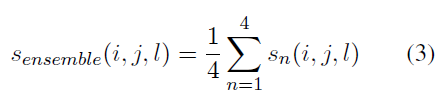 $s_{ensemble}(i, j, l) = \frac{1}{4} \sum_{n=1}^{4} s_n(i, j, l)$ (3)